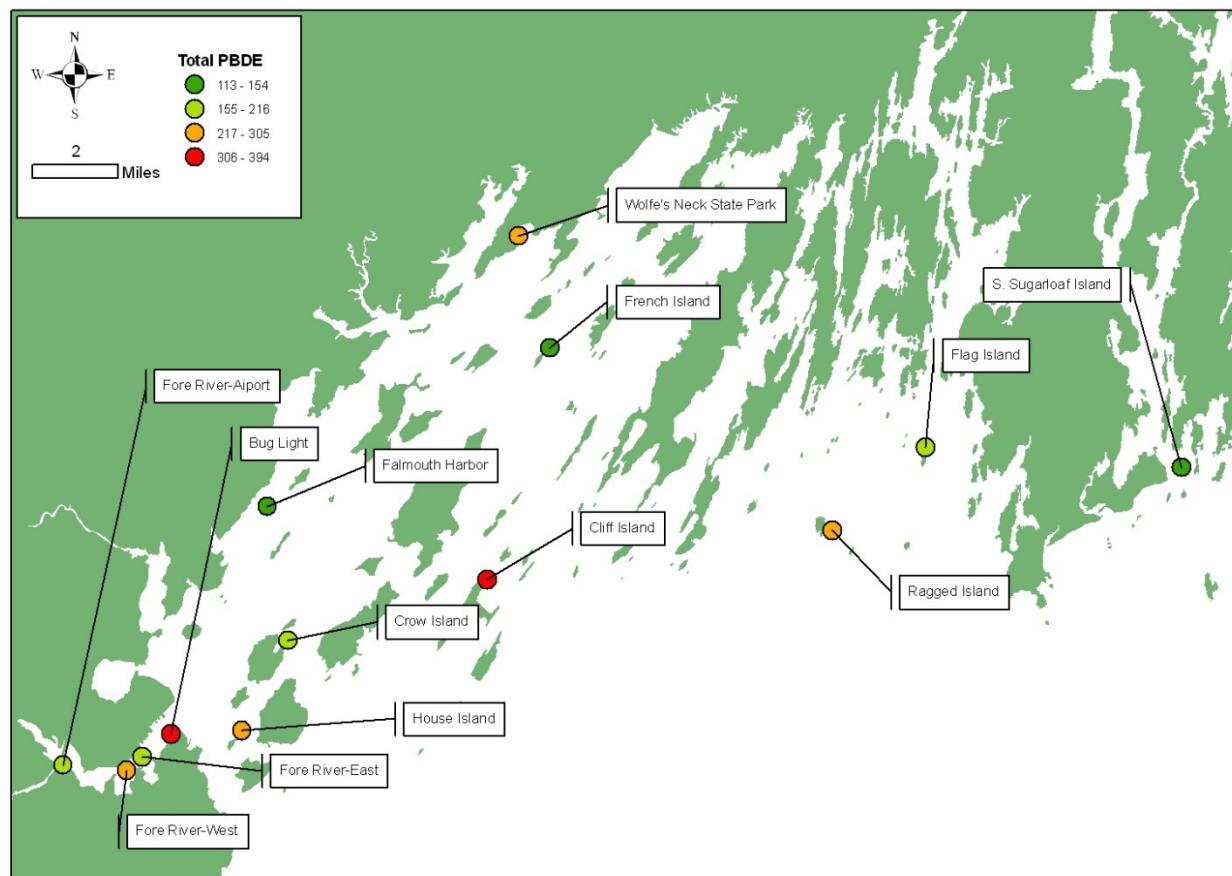 N
W E
S
2
Miles
Total PBDE
113 - 154
155 - 216
217 - 305
306 - 394
Wolfe's Neck State Park
S. Sugarloaf Island
French Island
Flag Island
Fore River-Aiport
Bug Light
Falmouth Harbor
Cliff Island
Ragged Island
Crow Island
House Island
Fore River-East
Fore River-West